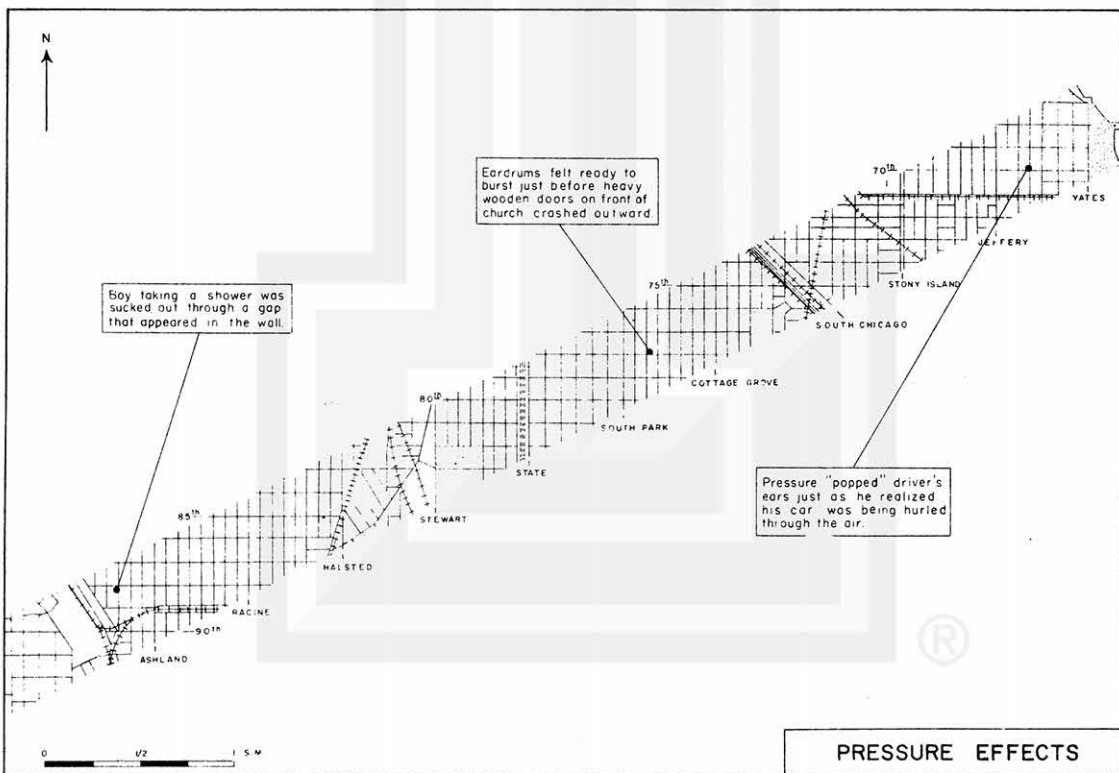 N
70th
YATES
Eardrums felt ready to
burst just before heavy
wooden doors on front of
church crashed outward.
JEFFERY
STONY ISLAND
75th
SOUTH CHICAGO
Boy taking a shower was
sucked out through a gap
that appeared in the wall.
COTTAGE GROVE
80th
SOUTH PARK
STATE
Pressure "popped" driver's
ears just as he realized
his car was being hurled
through the air.
85th
STEWART
HALSTED
RACINE
90th
ASHLAND
0 1/2 1 S M
PRESSURE EFFECTS
®